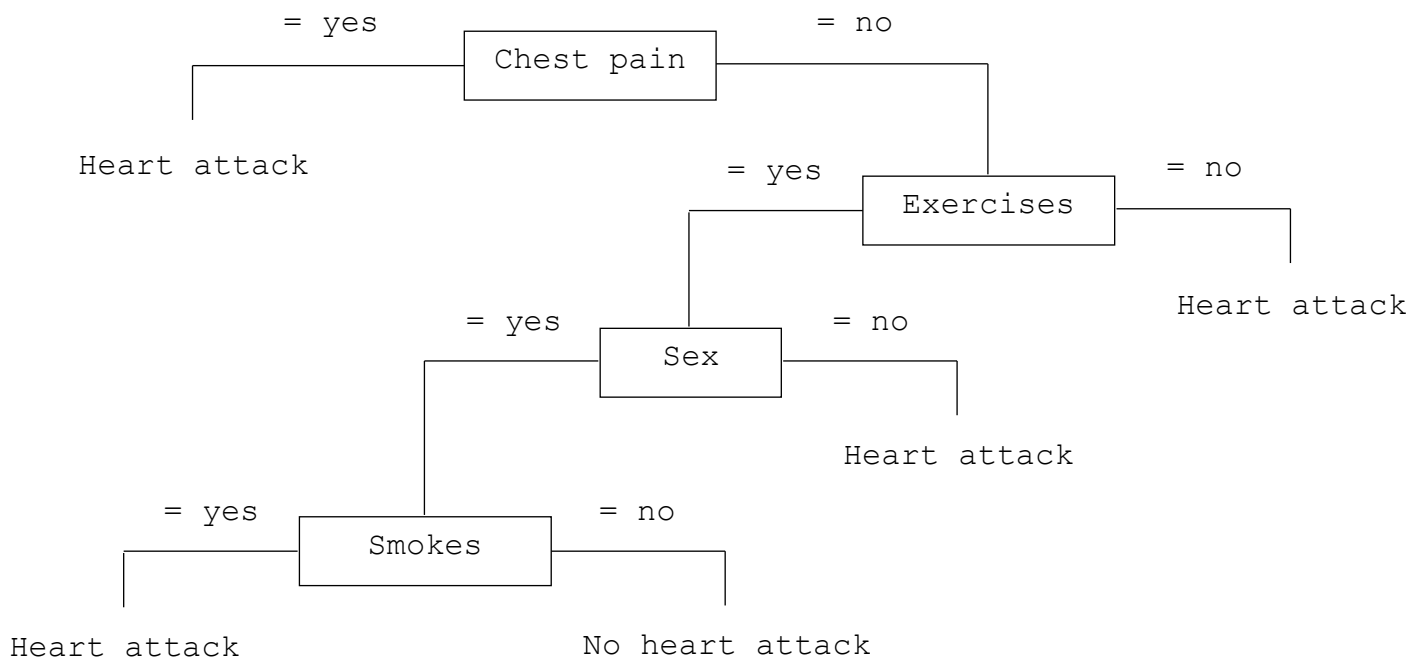 = yes
= no
Chest pain
Heart attack
= yes
= no
Exercises
Heart attack
= yes
= no
Sex
Heart attack
= yes
= no
Smokes
Heart attack
No heart attack